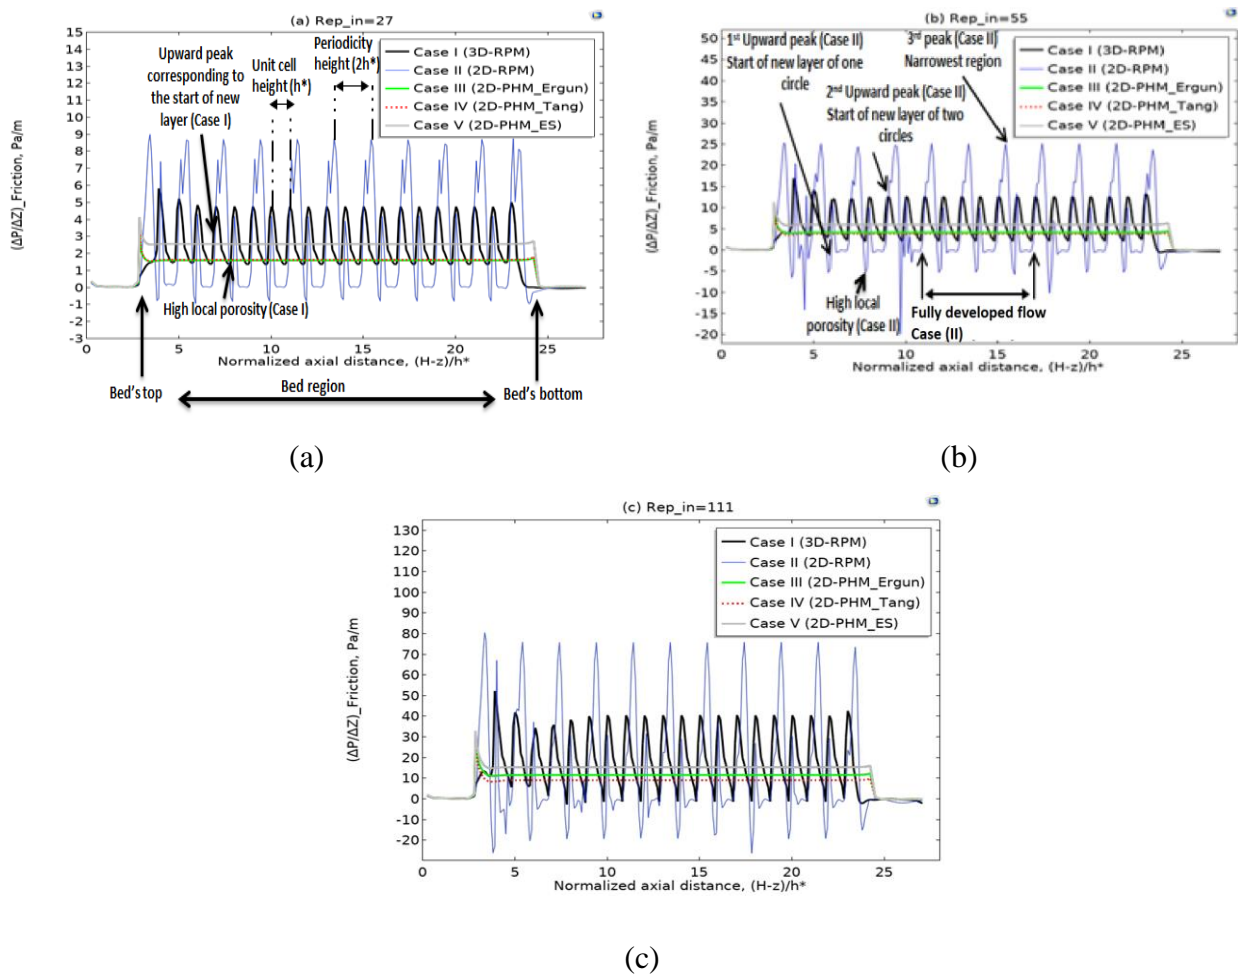 (a) Rep_in=27
15
14
13
12
11
10
9
8
7
6
5
4
3
2
1
0
-1
-2
-3
(ΔP/ΔZ)_Friction, Pa/m
Upward peak
corresponding to
the start of new
layer (Case I)
Unit cell
height (h*)
Periodicity
height (2h*)
Case I (3D-RPM)
Case II (2D-RPM)
Case III (2D-PHM_Ergun)
Case IV (2D-PHM_Tang)
Case V (2D-PHM_ES)
High local porosity (Case I)
0 5 10 15 20 25
Normalized axial distance, (H-z)/h*
Bed's top
Bed region
Bed's bottom
(a)
(b) Rep_in=55
50
45
40
35
30
25
20
15
10
5
0
-5
-10
-15
-20
(ΔP/ΔZ)_Friction, Pa/m
1st Upward peak (Case II)
Start of new layer of one
circle
2nd Upward peak (Case II)
Start of new layer of two
circles
3rd peak (Case II)
Narrowest region
Case I (3D-RPM)
Case II (2D-RPM)
Case III (2D-PHM_Ergun)
Case IV (2D-PHM_Tang)
Case V (2D-PHM_ES)
High local
porosity (Case II)
Fully developed flow
Case (II)
0 5 10 15 20 25
Normalized axial distance, (H-z)/h*
(b)
(c) Rep_in=111
130
120
110
100
90
80
70
60
50
40
30
20
10
0
-10
-20
(ΔP/ΔZ)_Friction, Pa/m
Case I (3D-RPM)
Case II (2D-RPM)
Case III (2D-PHM_Ergun)
Case IV (2D-PHM_Tang)
Case V (2D-PHM_ES)
0 5 10 15 20 25
Normalized axial distance, (H-z)/h*
(c)